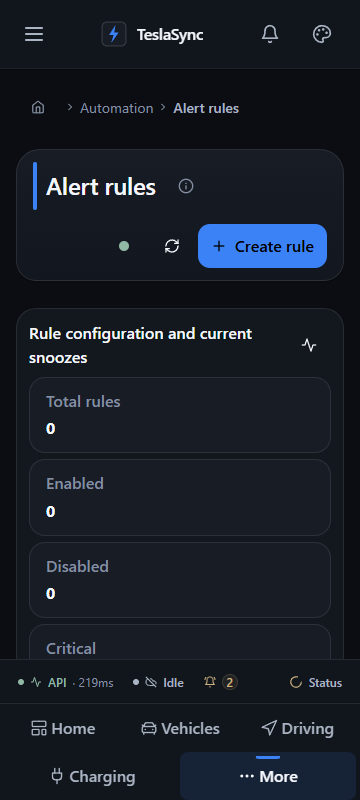 TeslaSync
Automation
Alert rules
Alert rules
Create rule
Rule configuration and current
snoozes
Total rules
0
Enabled
0
Disabled
0
Critical
API · 219ms
Idle
2
Status
Home
Vehicles
Driving
Charging
More